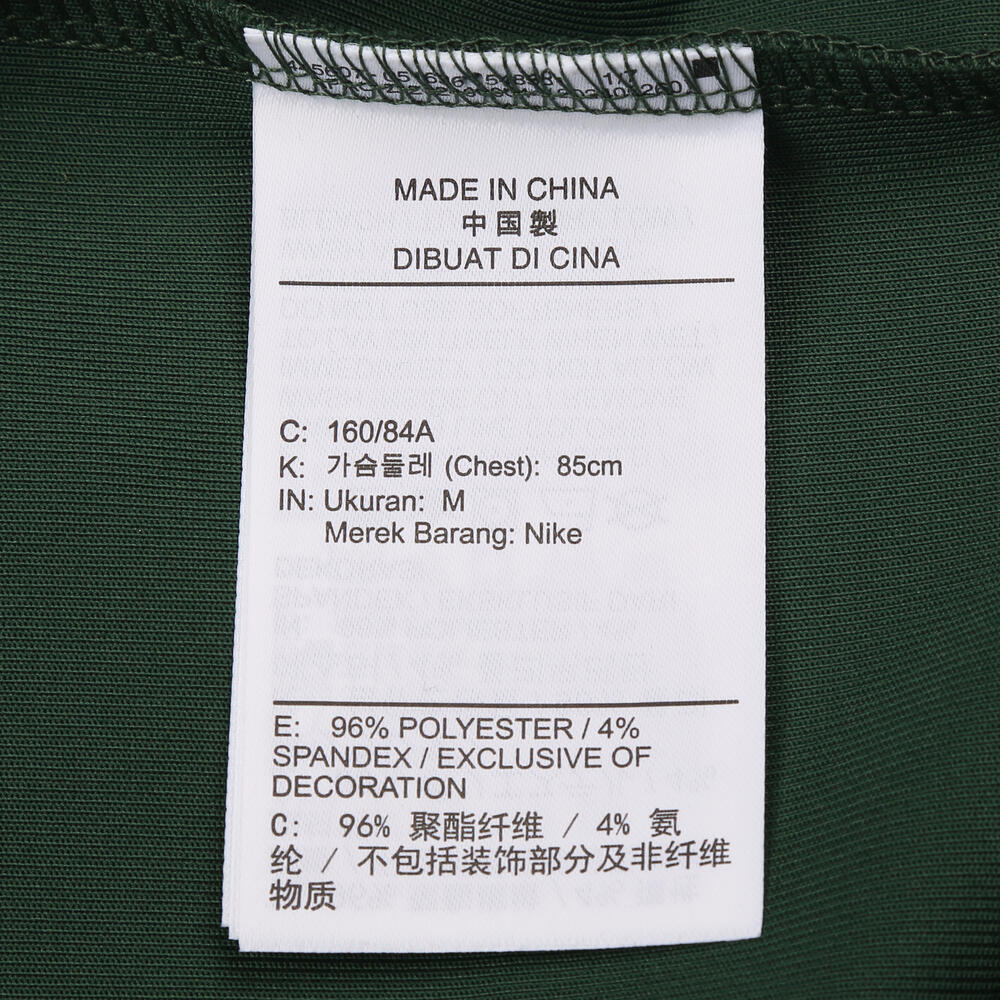 MADE IN CHINA
中国製
DIBUAT DI CINA
C: 160/84A
K: 가슴둘레 (Chest): 85cm
IN: Ukuran: M
Merek Barang: Nike
E: 96% POLYESTER / 4%
SPANDEX / EXCLUSIVE OF
DECORATION
C: 96% 聚酯纤维 / 4% 氨
纶 / 不包括装饰部分及非纤维
物质